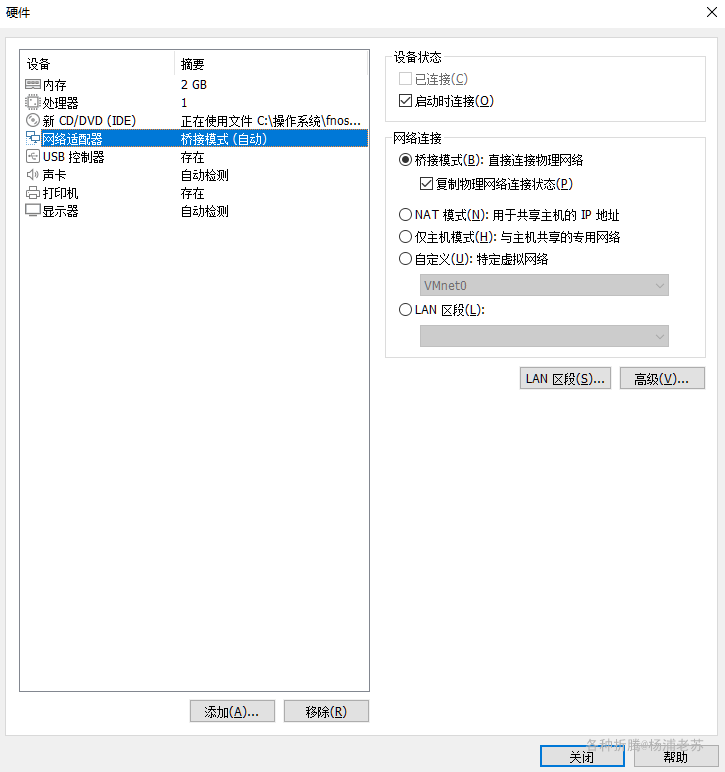 硬件
设备 摘要
内存 2 GB
处理器 1
新 CD/DVD (IDE) 正在使用文件 C:\操作系统\fnos...
网络适配器 桥接模式 (自动)
USB 控制器 存在
声卡 自动检测
打印机 存在
显示器 自动检测
添加(A)... 移除(R)
设备状态
已连接(C)
启动时连接(O)
网络连接
桥接模式(B): 直接连接物理网络
复制物理网络连接状态(P)
NAT 模式(N): 用于共享主机的 IP 地址
仅主机模式(H): 与主机共享的专用网络
自定义(U): 特定虚拟网络
VMnet0
LAN 区段(L):
LAN 区段(S)... 高级(V)...
各种折腾@杨浦老苏
关闭 帮助